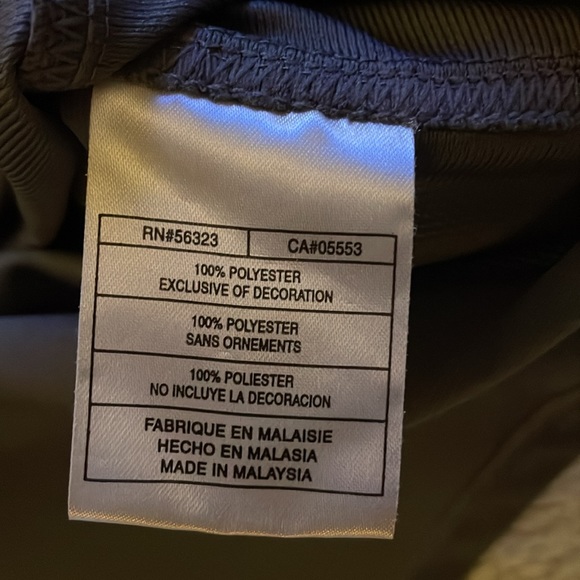 RN#56323 CA#05553
100% POLYESTER
EXCLUSIVE OF DECORATION
100% POLYESTER
SANS ORNEMENTS
100% POLIESTER
NO INCLUYE LA DECORACION
FABRIQUE EN MALAISIE
HECHO EN MALASIA
MADE IN MALAYSIA